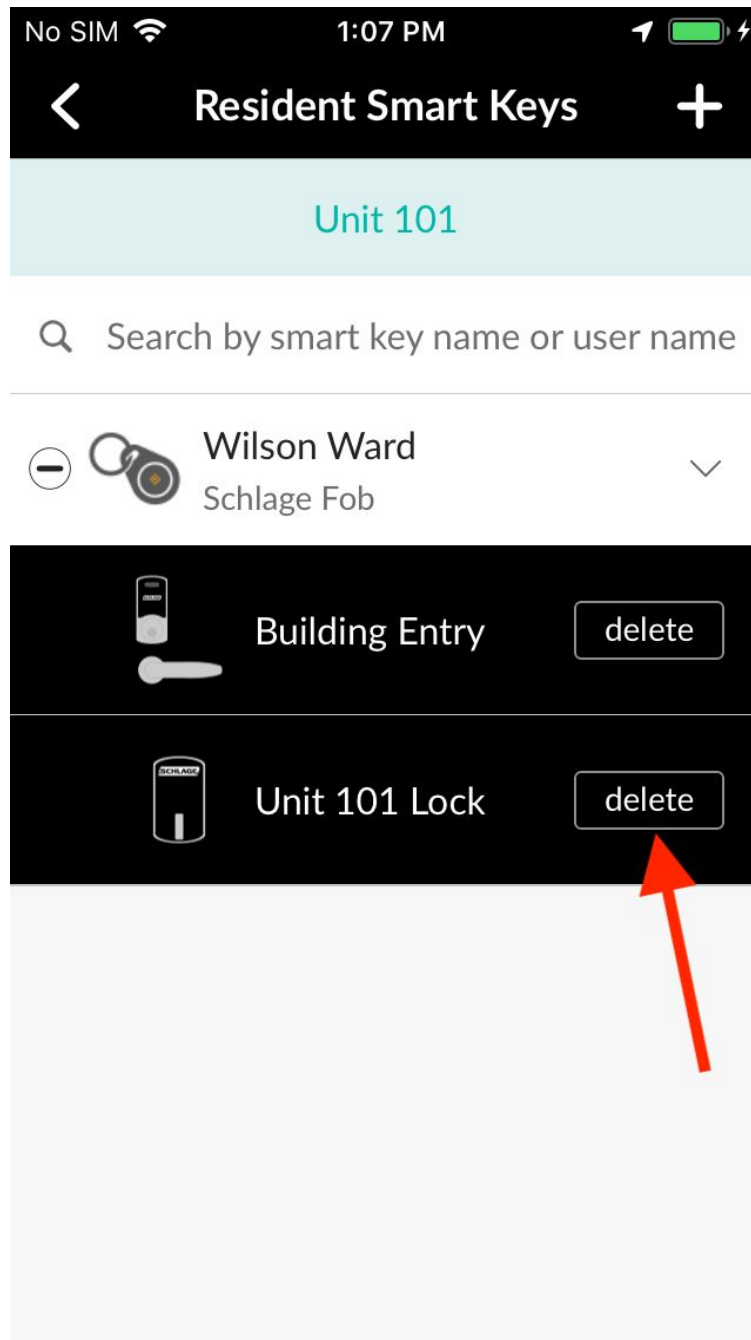 No SIM 1:07 PM
Resident Smart Keys
Unit 101
Search by smart key name or user name
Wilson Ward
Schlage Fob
Building Entry delete
SCHLAGE
Unit 101 Lock delete